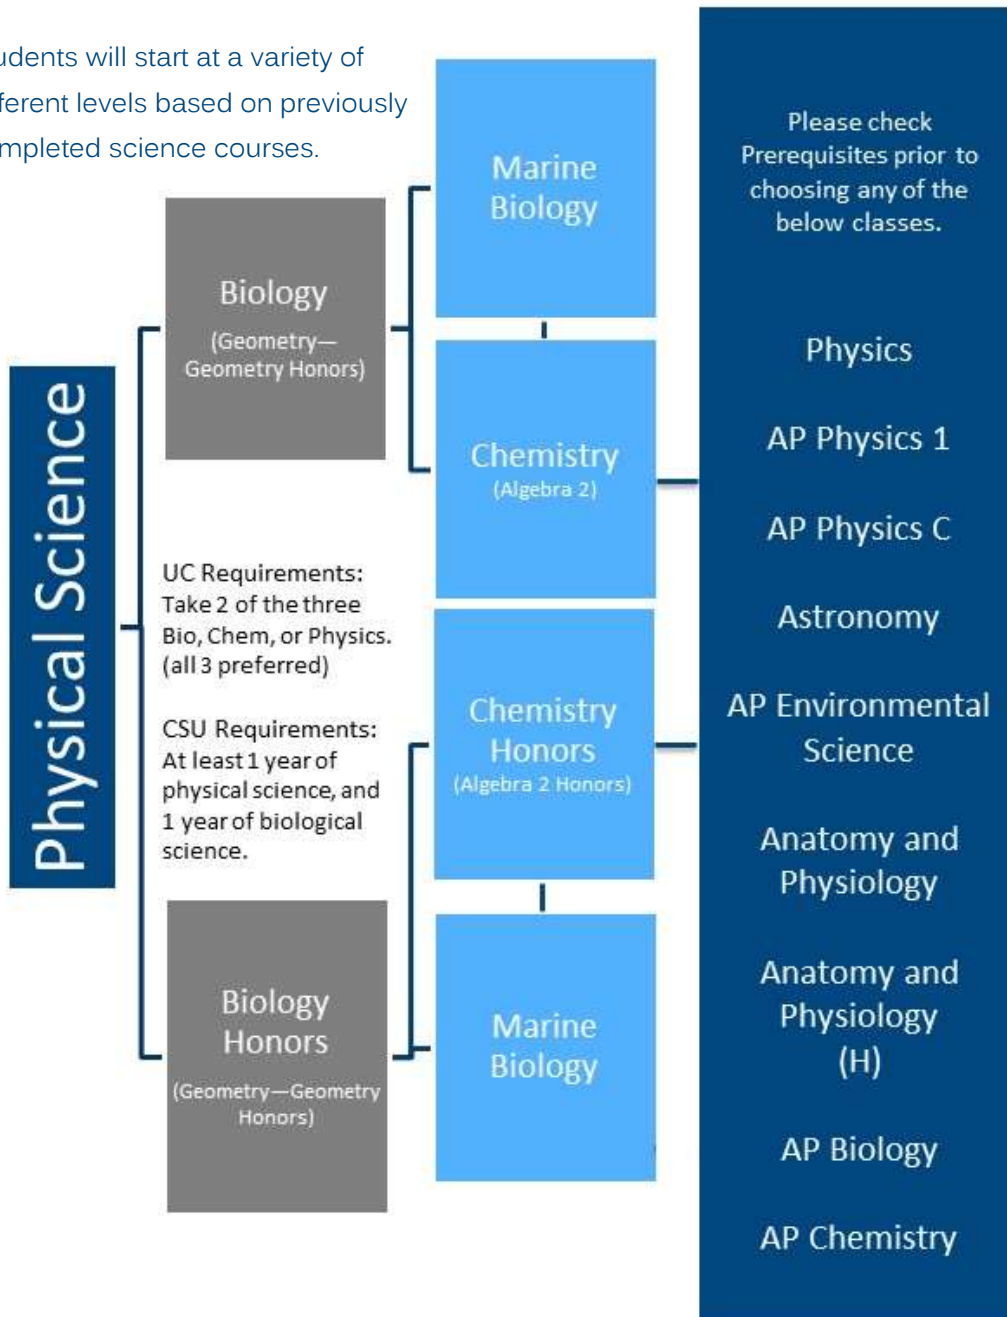 udents will start at a variety of
ferent levels based on previously
mpleted science courses.
Physical Science
Biology
(Geometry—
Geometry Honors)
UC Requirements:
Take 2 of the three
Bio, Chem, or Physics.
(all 3 preferred)
CSU Requirements:
At least 1 year of
physical science, and
1 year of biological
science.
Biology
Honors
(Geometry—Geometry
Honors)
Marine
Biology
Chemistry
(Algebra 2)
Chemistry
Honors
(Algebra 2 Honors)
Marine
Biology
Please check
Prerequisites prior to
choosing any of the
below classes.
Physics
AP Physics 1
AP Physics C
Astronomy
AP Environmental
Science
Anatomy and
Physiology
Anatomy and
Physiology
(H)
AP Biology
AP Chemistry